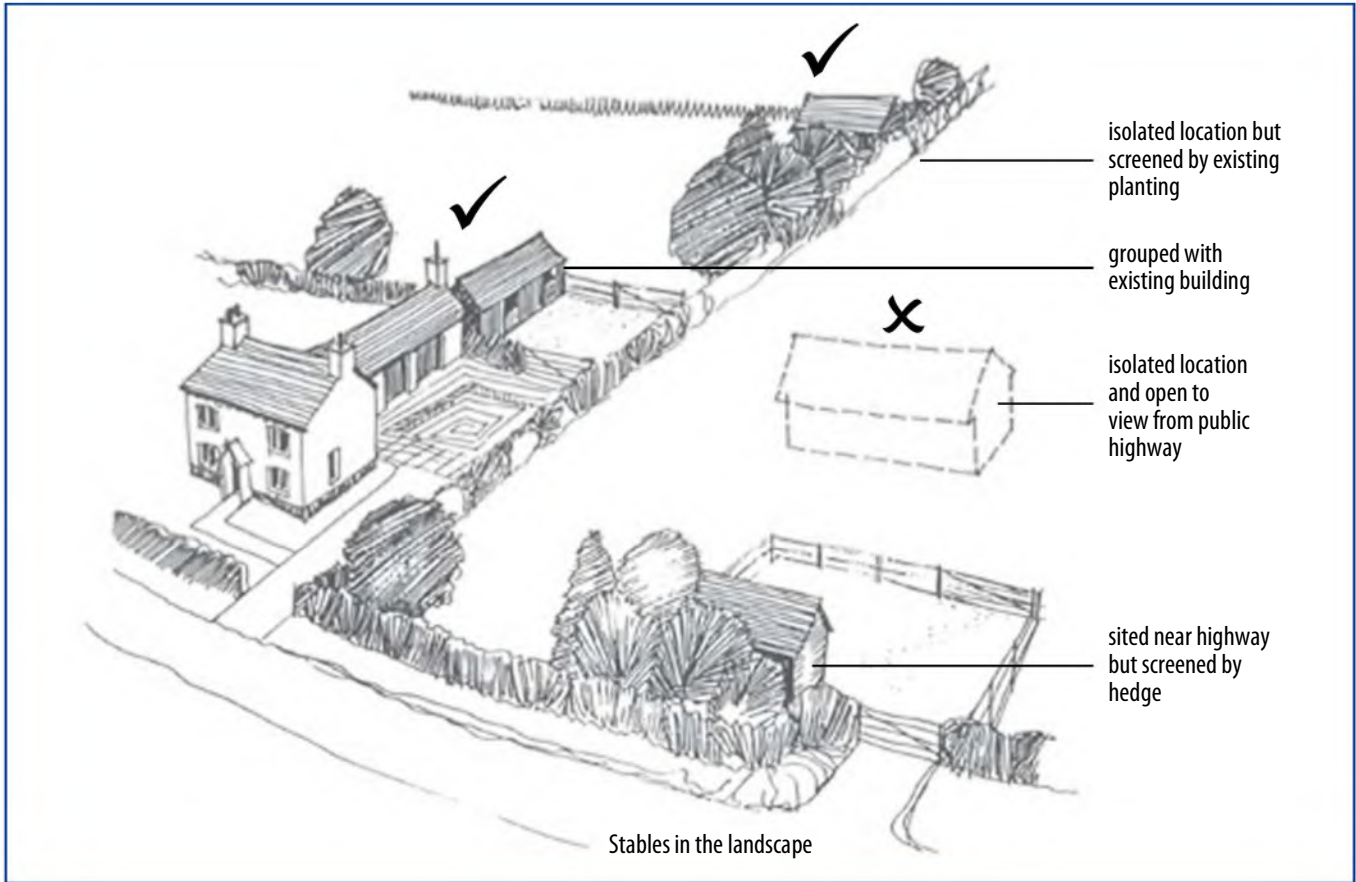 isolated location but
screened by existing
planting
grouped with
existing building
isolated location
and open to
view from public
highway
sited near highway
but screened by
hedge
Stables in the landscape